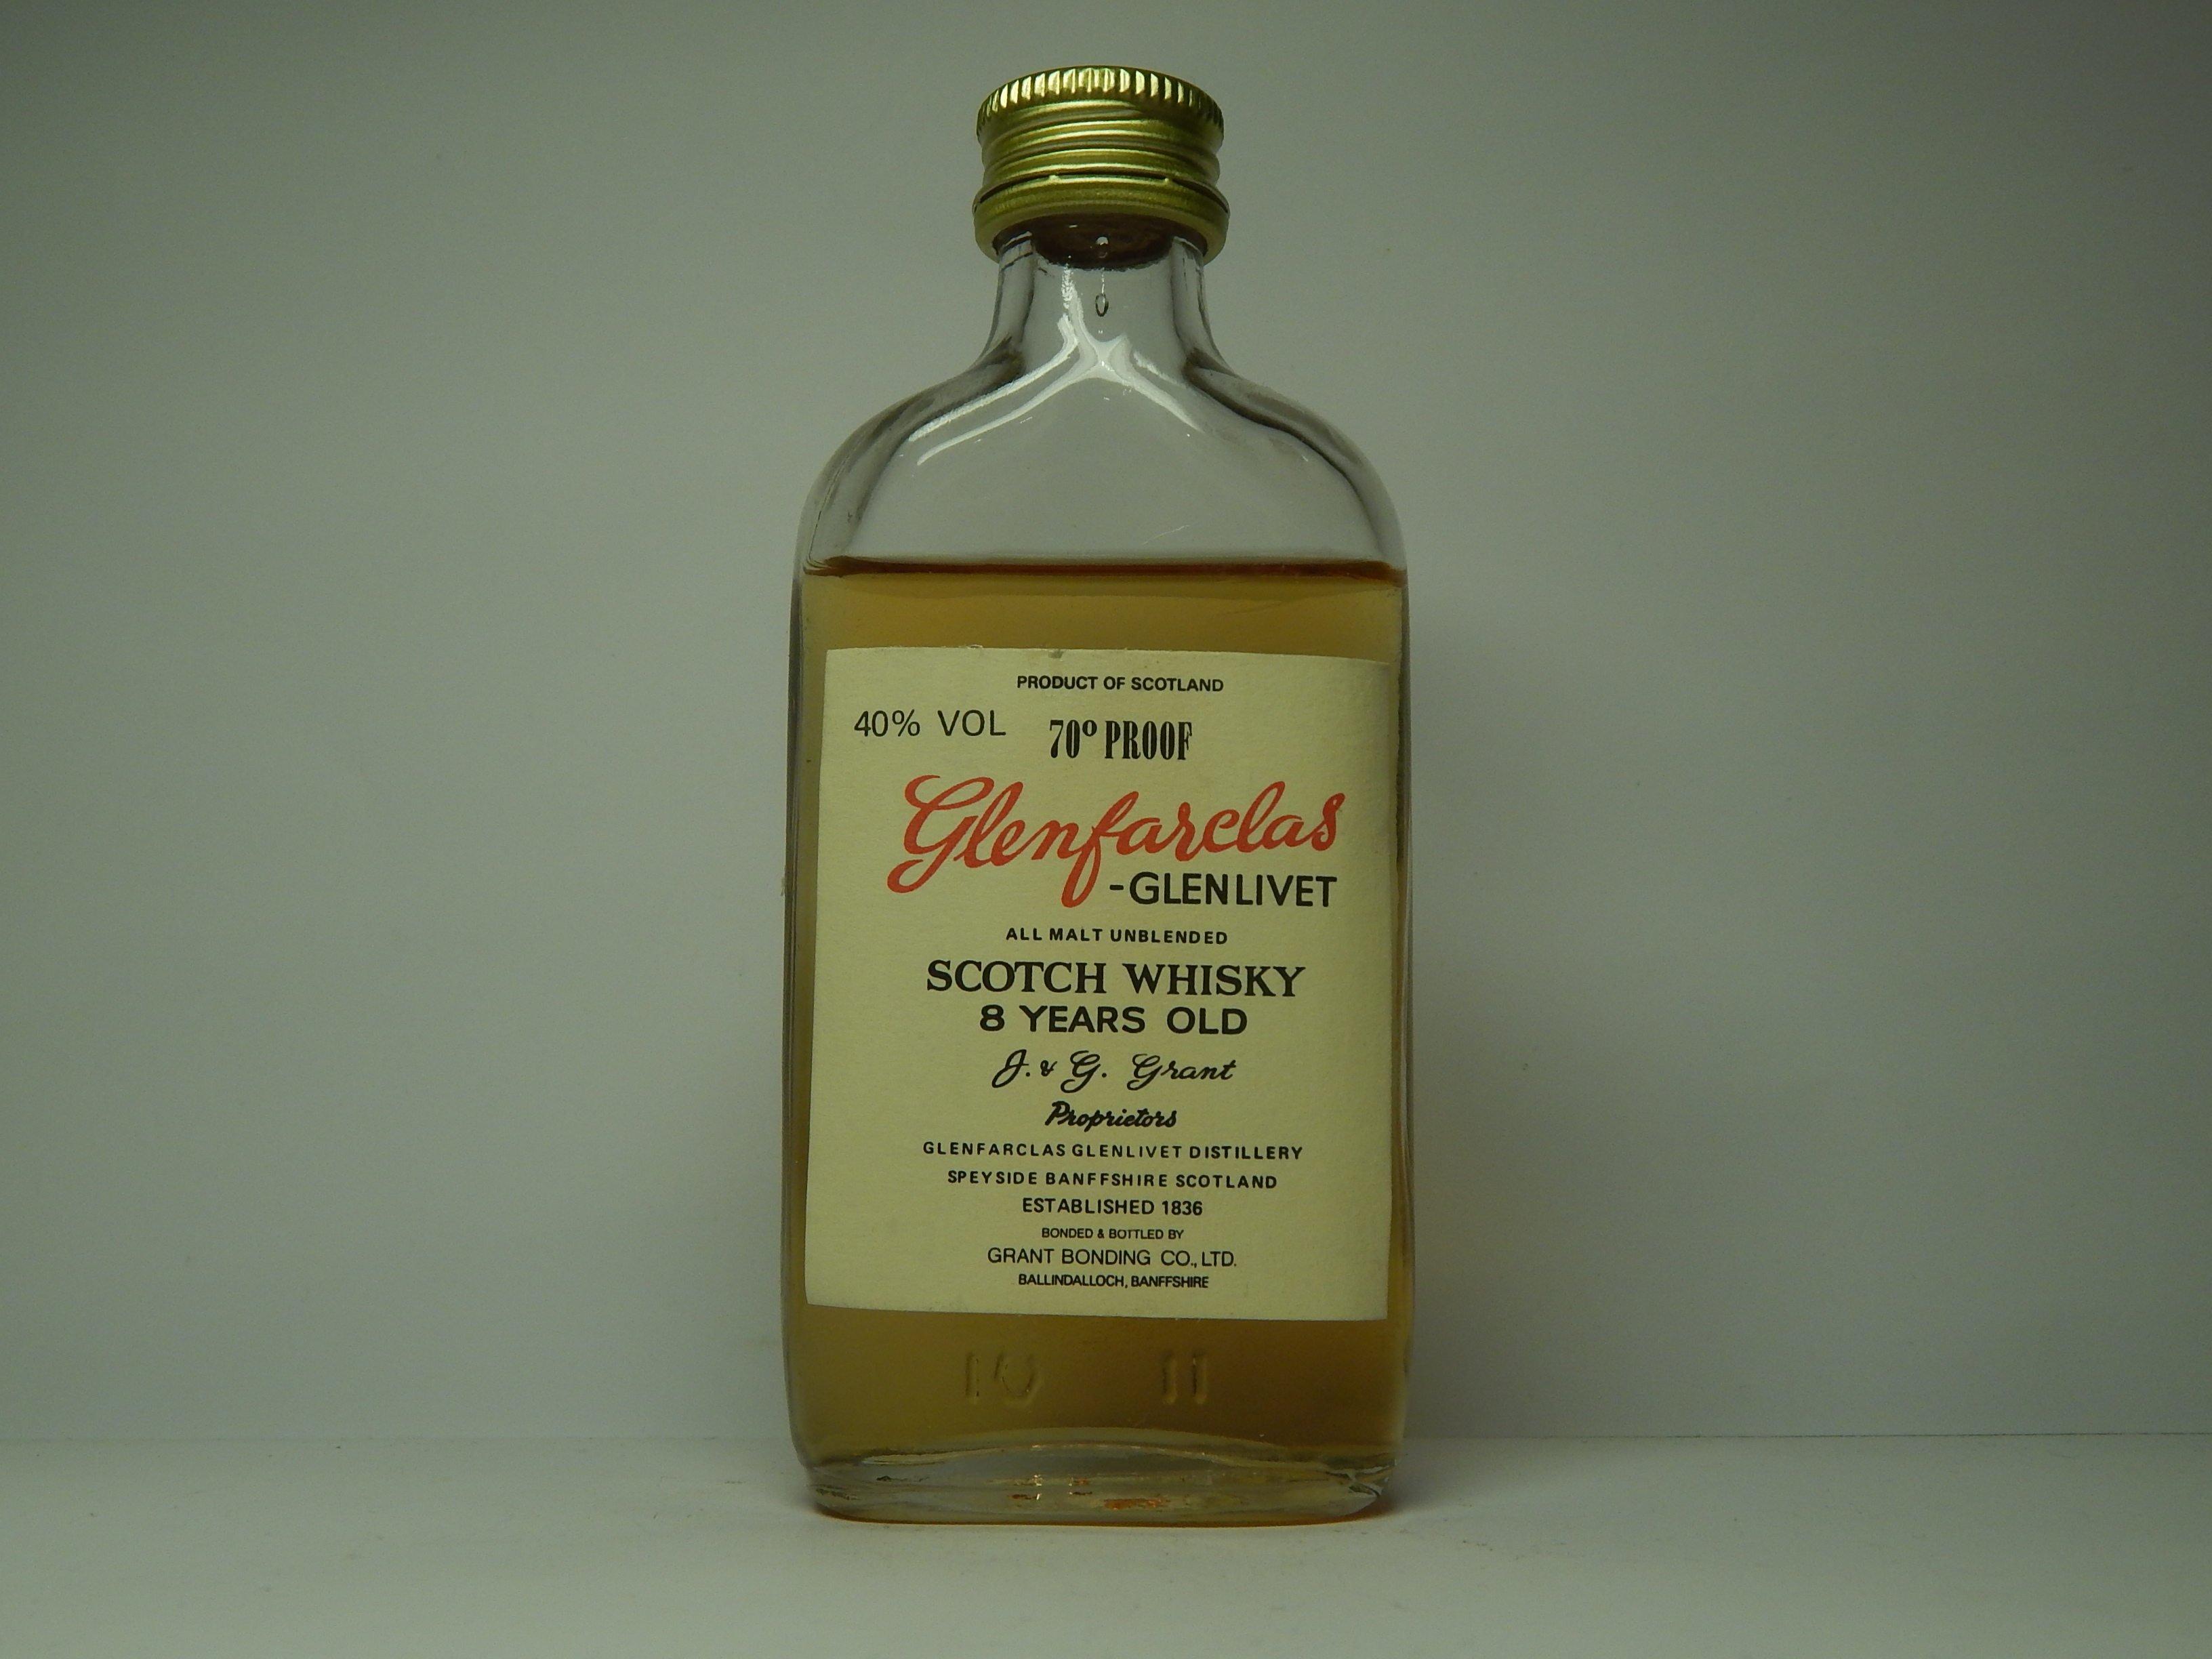 PRODUCT OF SCOTLAND
40% VOL 70º PROOF
Glenfarclas
-GLENLIVET
ALL MALT UNBLENDED
SCOTCH WHISKY
8 YEARS OLD
J. & G. Grant
Proprietors
GLENFARCLAS GLENLIVET DISTILLERY
SPEYSIDE BANFFSHIRE SCOTLAND
ESTABLISHED 1836
BONDED & BOTTLED BY
GRANT BONDING CO., LTD.
BALLINDALLOCH, BANFFSHIRE